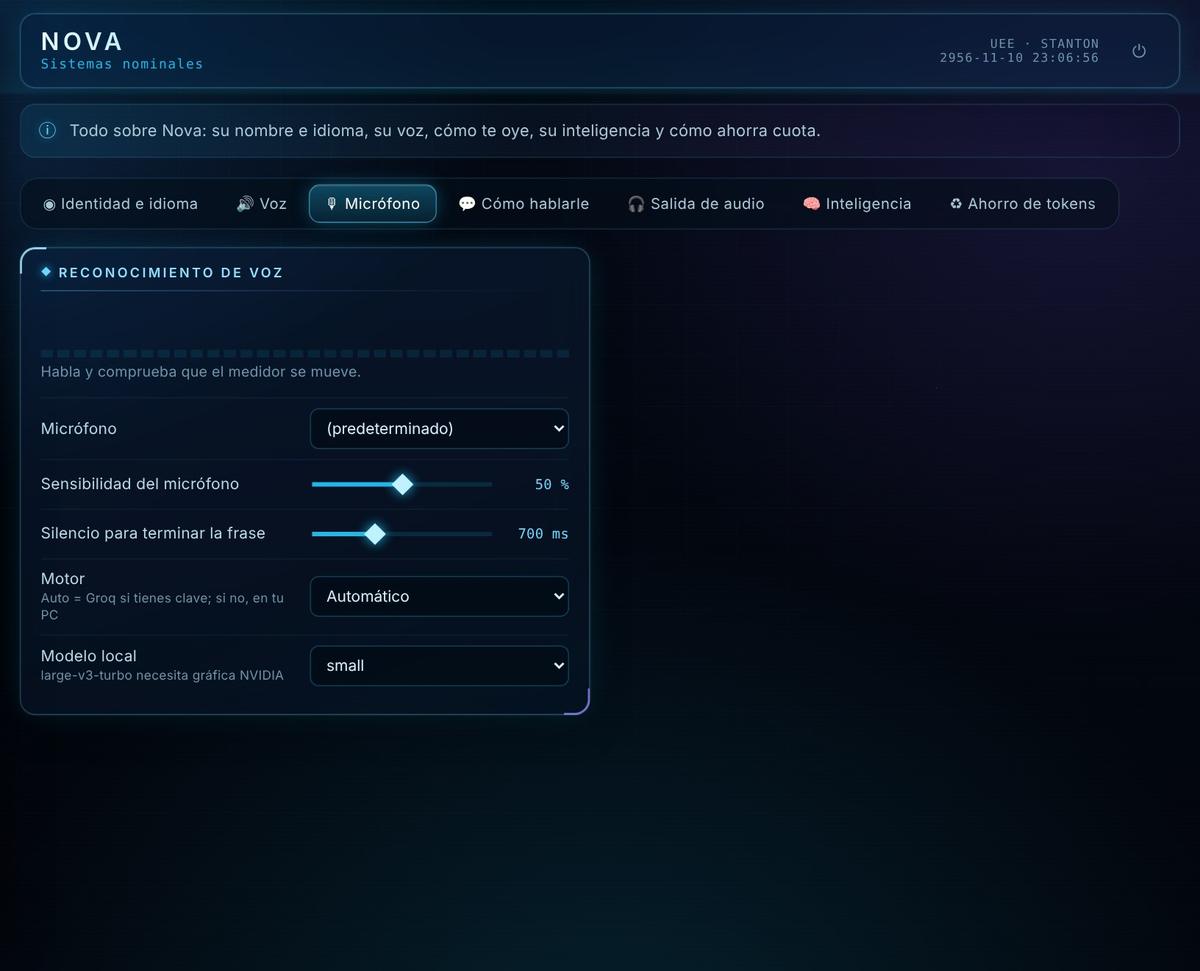 NOVA
Sistemas nominales
UEE · STANTON
2956-11-10 23:06:56
Todo sobre Nova: su nombre e idioma, su voz, cómo te oye, su inteligencia y cómo ahorra cuota.
Identidad e idioma
Voz
Micrófono
Cómo hablarle
Salida de audio
Inteligencia
Ahorro de tokens
RECONOCIMIENTO DE VOZ
Habla y comprueba que el medidor se mueve.
Micrófono
(predeterminado)
Sensibilidad del micrófono
50 %
Silencio para terminar la frase
700 ms
Motor
Auto = Groq si tienes clave; si no, en tu
PC
Automático
Modelo local
large-v3-turbo necesita gráfica NVIDIA
small